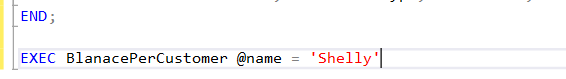 END;
EXEC BlanacePerCustomer @name = 'Shelly'